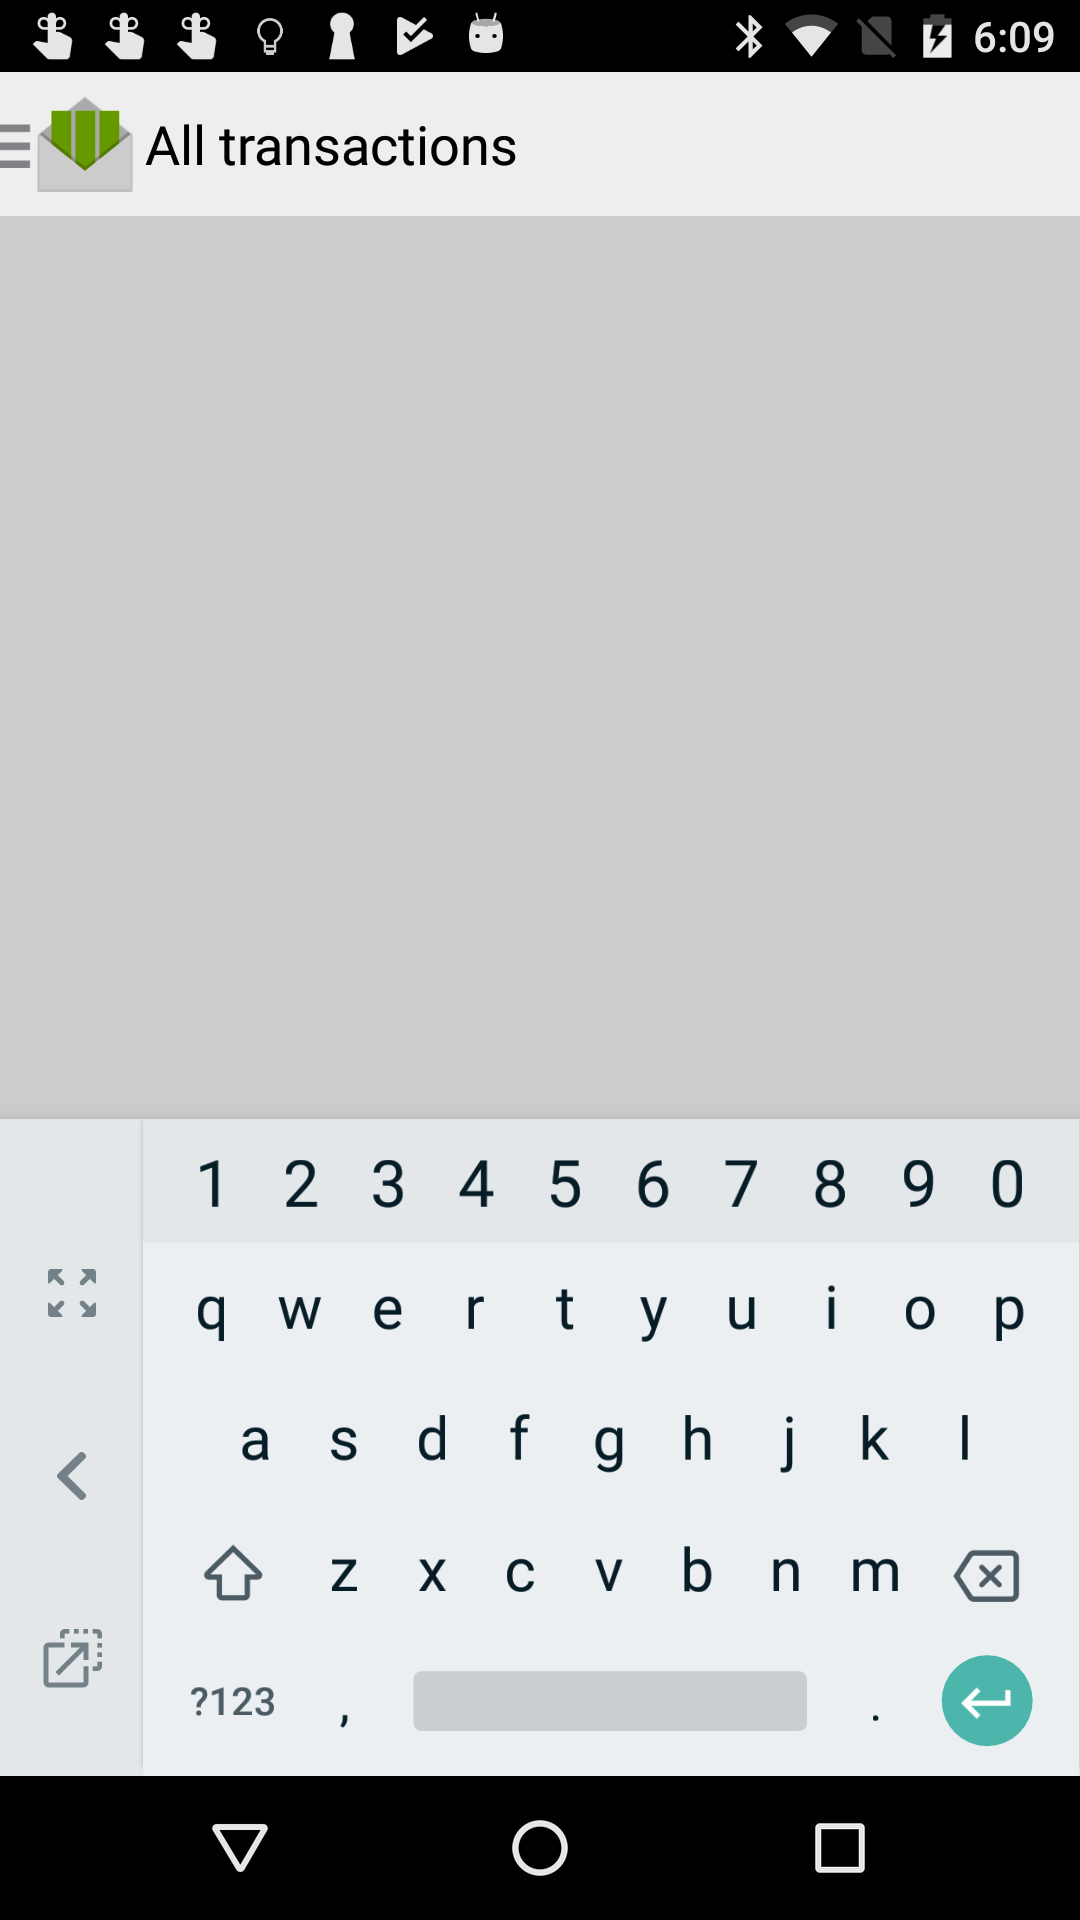 6:09
All transactions
1 2 3 4 5 6 7 8 9 0
q w e r t y u i o p
a s d f g h j k l
z x c v b n m
?123 , .